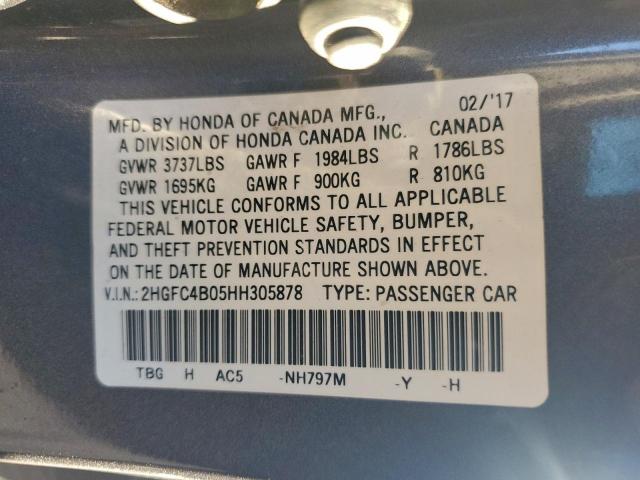 MFD. BY HONDA OF CANADA MFG., 02/'17
A DIVISION OF HONDA CANADA INC. CANADA
GVWR 3737LBS GAWR F 1984LBS R 1786LBS
GVWR 1695KG GAWR F 900KG R 810KG
THIS VEHICLE CONFORMS TO ALL APPLICABLE
FEDERAL MOTOR VEHICLE SAFETY, BUMPER,
AND THEFT PREVENTION STANDARDS IN EFFECT
ON THE DATE OF MANUFACTURE SHOWN ABOVE.
V.I.N.: 2HGFC4B05HH305878 TYPE: PASSENGER CAR
TBG H AC5 -NH797M -Y -H